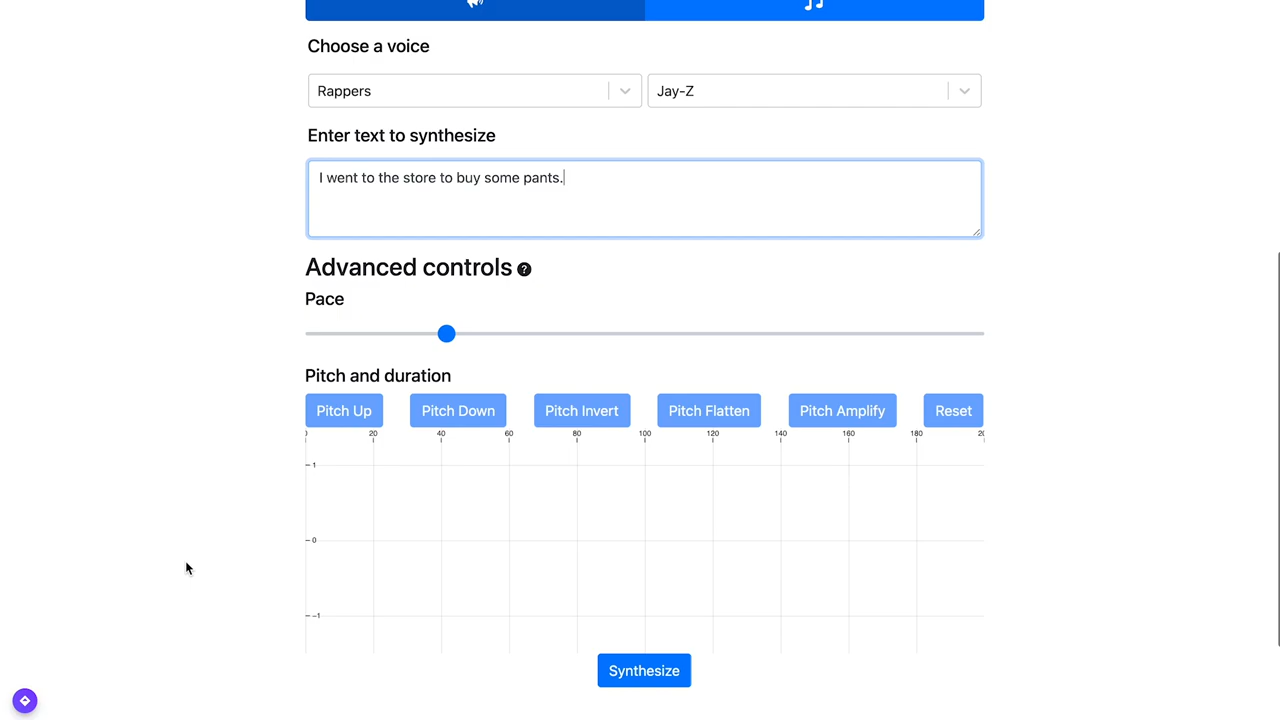 Choose a voice
Rappers Jay-Z
Enter text to synthesize
I went to the store to buy some pants.
Advanced controls ?
Pace
Pitch and duration
Pitch Up Pitch Down Pitch Invert Pitch Flatten Pitch Amplify Reset
20 40 60 80 100 120 140 160 180
1
0
-1
Synthesize